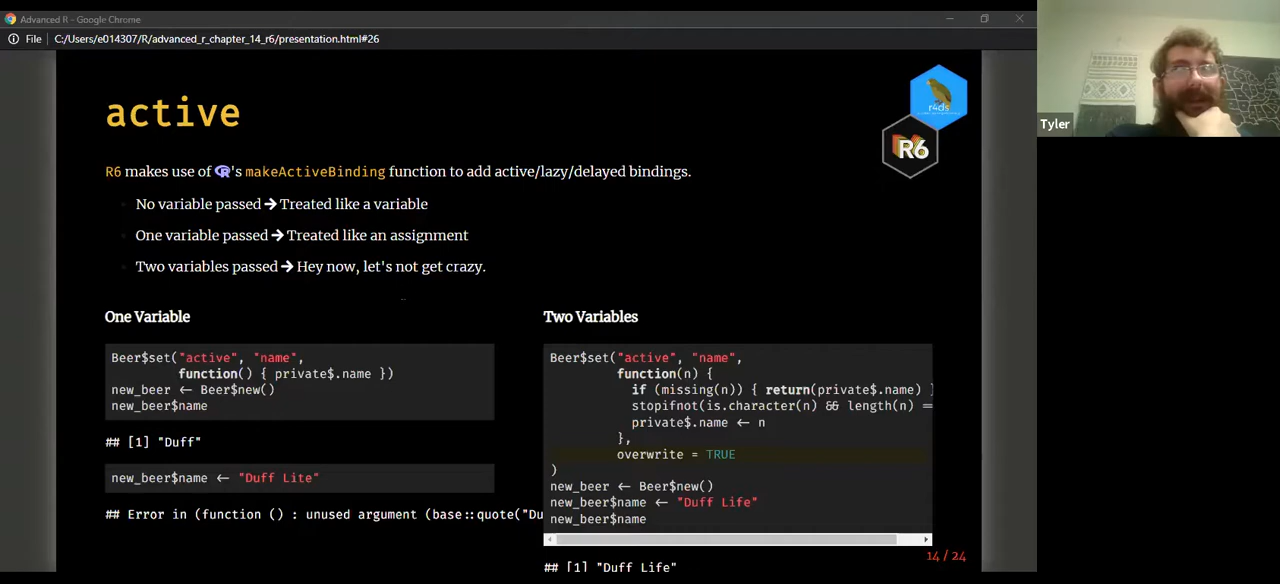 Advanced R - Google Chrome
File C:/Users/e014307/R/advanced_r_chapter_14_r6/presentation.html#26
active
r4ds
R6
R6 makes use of R's makeActiveBinding function to add active/lazy/delayed bindings.
No variable passed → Treated like a variable
One variable passed → Treated like an assignment
Two variables passed → Hey now, let's not get crazy.
One Variable
Beer$set("active", "name",
function() { private$.name })
new_beer ← Beer$new()
new_beer$name
## [1] "Duff"
new_beer$name ← "Duff Lite"
## Error in (function () : unused argument (base::quote("Du
Two Variables
Beer$set("active", "name",
function(n) {
if (missing(n)) { return(private$.name) }
stopifnot(is.character(n) && length(n) ==
private$.name ← n
},
overwrite = TRUE
)
new_beer ← Beer$new()
new_beer$name ← "Duff Life"
new_beer$name
## [1] "Duff Life"
14 / 24
Tyler